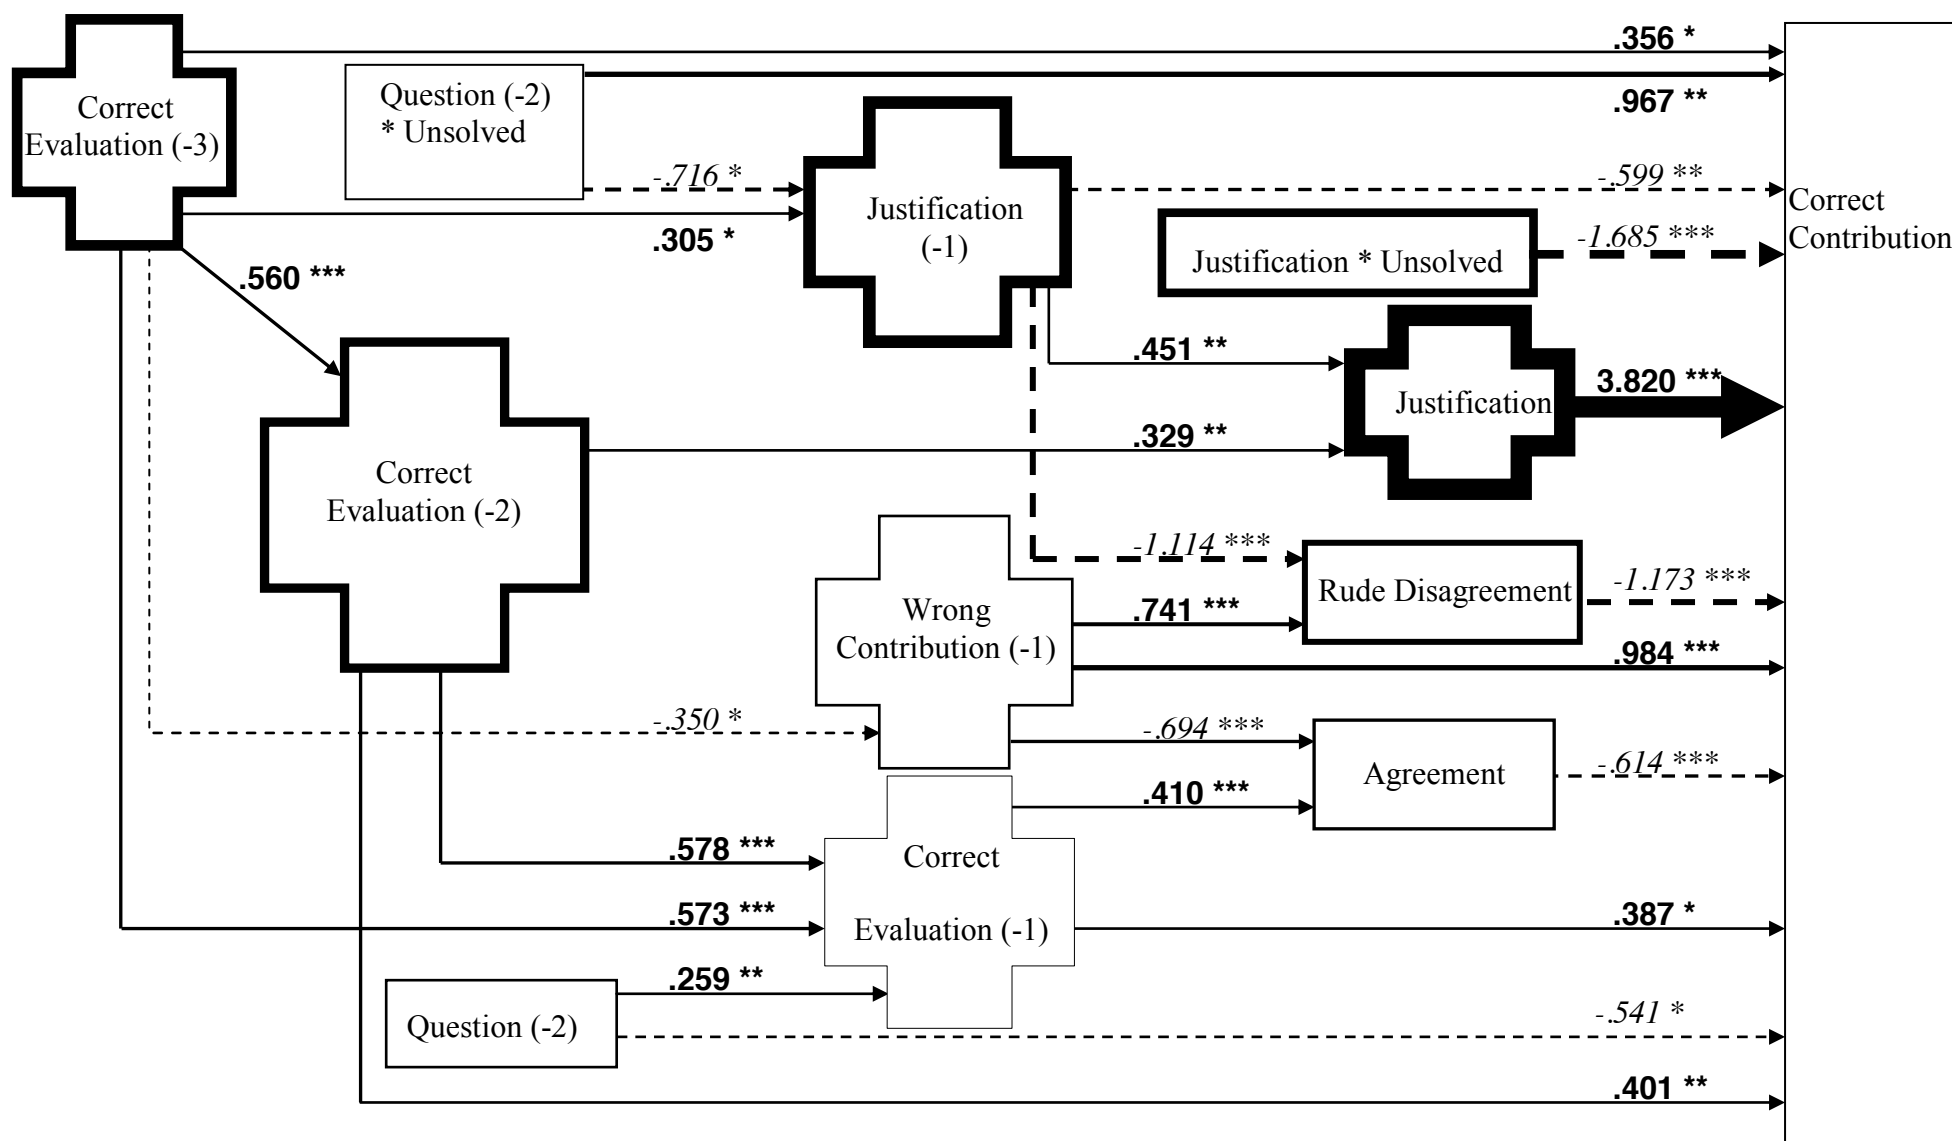 .356 *
Correct
Evaluation (-3)
Question (-2)
* Unsolved
.967 **
-.716 *
.305 *
Justification
(-1)
-.599 **
Correct
Contribution
Justification * Unsolved
-1.685 ***
.560 ***
.451 **
Justification
3.820 ***
.329 **
Correct
Evaluation (-2)
-1.114 ***
Rude Disagreement
-1.173 ***
Wrong
Contribution (-1)
.741 ***
.984 ***
-.350 *
-.694 ***
Agreement
-.614 ***
.410 ***
.578 ***
Correct
Evaluation (-1)
.573 ***
.387 *
.259 **
Question (-2)
-.541 *
.401 **